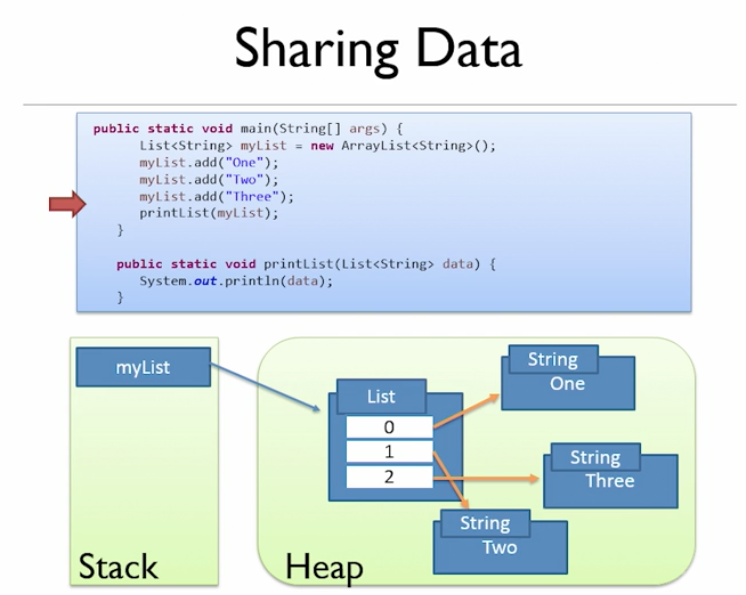 Sharing Data
public static void main(String[] args) {
List<String> myList = new ArrayList<String>();
myList.add("One");
myList.add("Two");
myList.add("Three");
printList(myList);
}
public static void printList(List<String> data) {
System.out.println(data);
}
myList
Stack
List
0
1
2
String
One
String
Three
String
Two
Heap